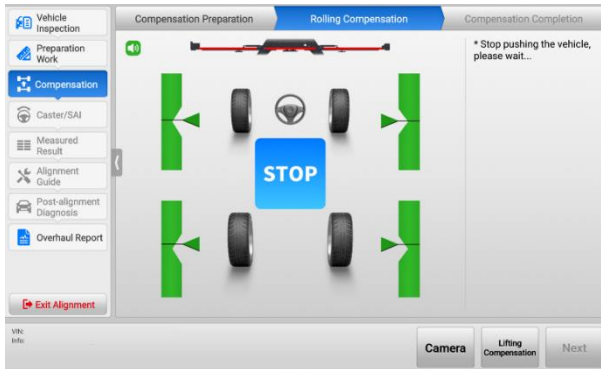 Vehicle
Inspection
Preparation
Work
Compensation
Caster/SAI
Measured
Result
Alignment
Guide
Post-alignment
Diagnosis
Overhaul Report
Exit Alignment
Compensation Preparation
Rolling Compensation
Compensation Completion
* Stop pushing the vehicle,
please wait...
STOP
VIN:
Info:
Camera
Lifting
Compensation
Next